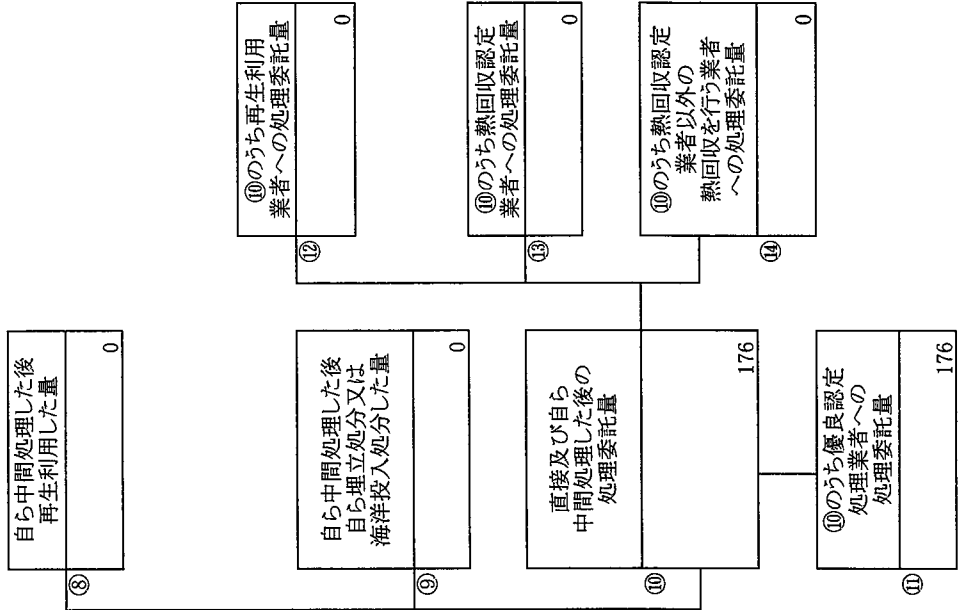 ⑧
自ら中間処理した後
再生利用した量
0
⑨
自ら中間処理した後
自ら埋立処分又は
海洋投入処分した量
0
⑩
直接及び自ら
中間処理した後の
処理委託量
176
⑪
⑩のうち優良認定
処理業者への
処理委託量
176
⑫
⑩のうち再生利用
業者への処理委託量
0
⑬
⑩のうち熱回収認定
業者への処理委託量
0
⑭
⑩のうち熱回収認定
業者以外の
熱回収を行う業者
への処理委託量
0